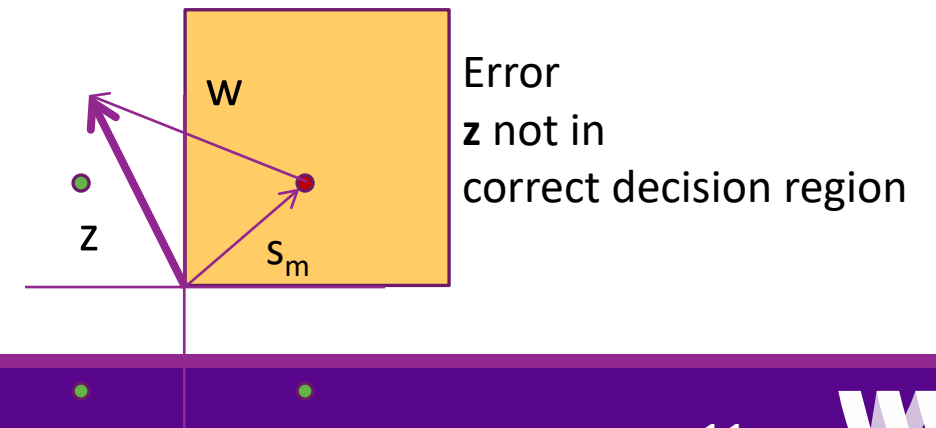 w
Error
z not in
correct decision region
z
s_m